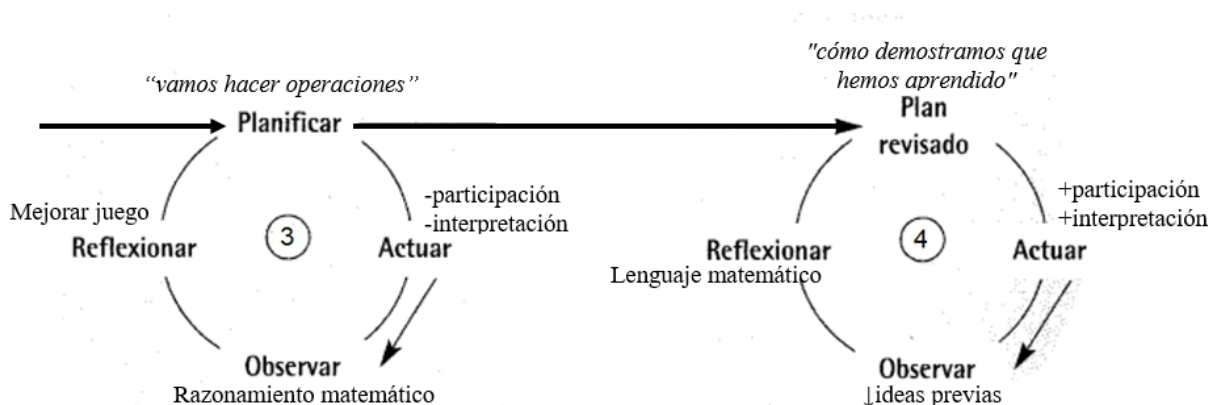 “vamos hacer operaciones”
Planificar
-participación
-interpretación
Mejorar juego
Reflexionar
3
Actuar
Observar
Razonamiento matemático
"cómo demostramos que
hemos aprendido"
Plan
revisado
+participación
+interpretación
Reflexionar
Lenguaje matemático
4
Actuar
Observar
↓ideas previas